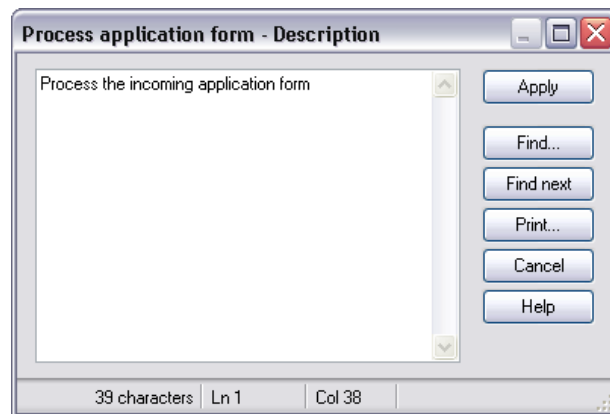 Process application form - Description
Process the incoming application form
Apply
Find...
Find next
Print...
Cancel
Help
39 characters Ln 1 Col 38